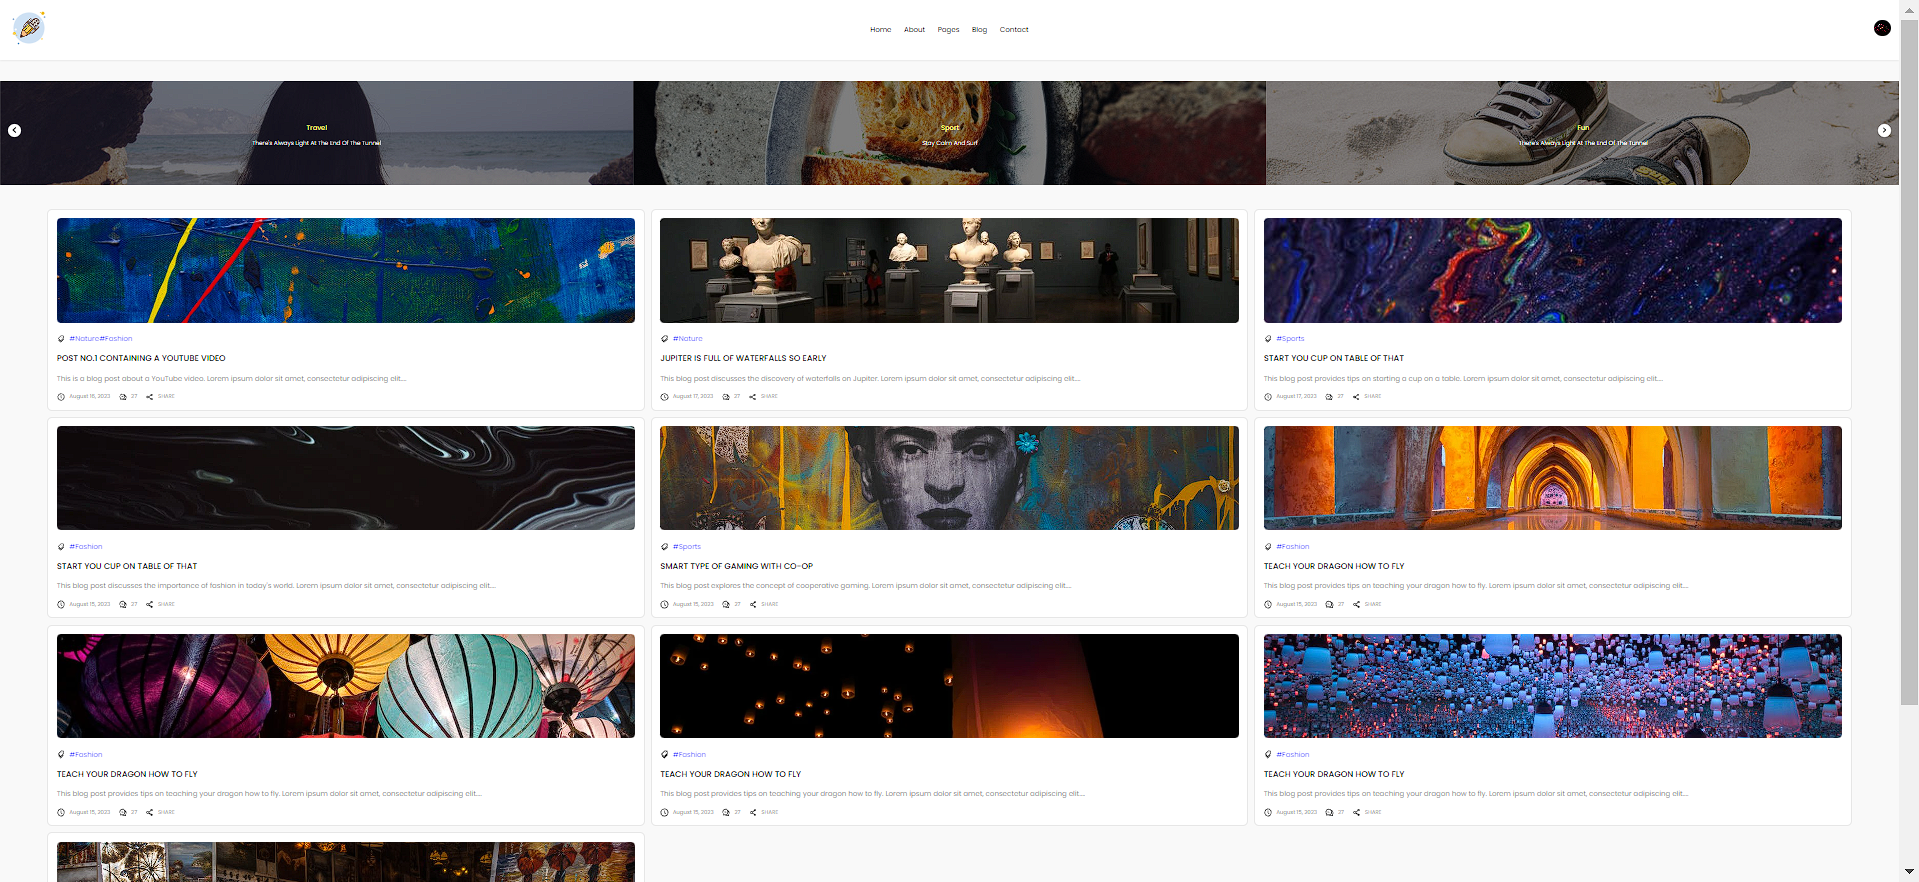 Home About Pages Blog Contact
Travel
There's Always Light At The End Of The Tunnel
Sport
Stay Calm And Surf
Fun
There's Always Light At The End Of The Tunnel
#Nature#Fashion
POST NO.1 CONTAINING A YOUTUBE VIDEO
This is a blog post about a YouTube video. Lorem ipsum dolor sit amet, consectetur adipiscing elit....
August 16, 2023 27 SHARE
#Nature
JUPITER IS FULL OF WATERFALLS SO EARLY
This blog post discusses the discovery of waterfalls on Jupiter. Lorem ipsum dolor sit amet, consectetur adipiscing elit....
August 17, 2023 27 SHARE
#Sports
START YOU CUP ON TABLE OF THAT
This blog post provides tips on starting a cup on a table. Lorem ipsum dolor sit amet, consectetur adipiscing elit....
August 17, 2023 27 SHARE
#Fashion
START YOU CUP ON TABLE OF THAT
This blog post discusses the importance of fashion in today's world. Lorem ipsum dolor sit amet, consectetur adipiscing elit....
August 15, 2023 27 SHARE
#Sports
SMART TYPE OF GAMING WITH CO-OP
This blog post explores the concept of cooperative gaming. Lorem ipsum dolor sit amet, consectetur adipiscing elit....
August 15, 2023 27 SHARE
#Fashion
TEACH YOUR DRAGON HOW TO FLY
This blog post provides tips on teaching your dragon how to fly. Lorem ipsum dolor sit amet, consectetur adipiscing elit....
August 15, 2023 27 SHARE
#Fashion
TEACH YOUR DRAGON HOW TO FLY
This blog post provides tips on teaching your dragon how to fly. Lorem ipsum dolor sit amet, consectetur adipiscing elit....
August 15, 2023 27 SHARE
#Fashion
TEACH YOUR DRAGON HOW TO FLY
This blog post provides tips on teaching your dragon how to fly. Lorem ipsum dolor sit amet, consectetur adipiscing elit....
August 15, 2023 27 SHARE
#Fashion
TEACH YOUR DRAGON HOW TO FLY
This blog post provides tips on teaching your dragon how to fly. Lorem ipsum dolor sit amet, consectetur adipiscing elit....
August 15, 2023 27 SHARE